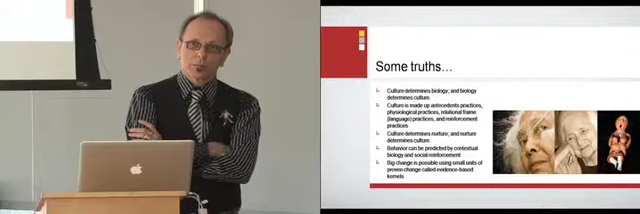 Some truths…
Culture determines biology; and biology
determines culture.
Culture is made up antecedents practices,
physiological practices, relational frame
(language) practices, and reinforcement
practices
Culture determines nurture; and nurture
determines culture.
Behavior can be predicted by contextual
biology and social reinforcement
Big change is possible using small units of
proven change called evidence-based
kernels